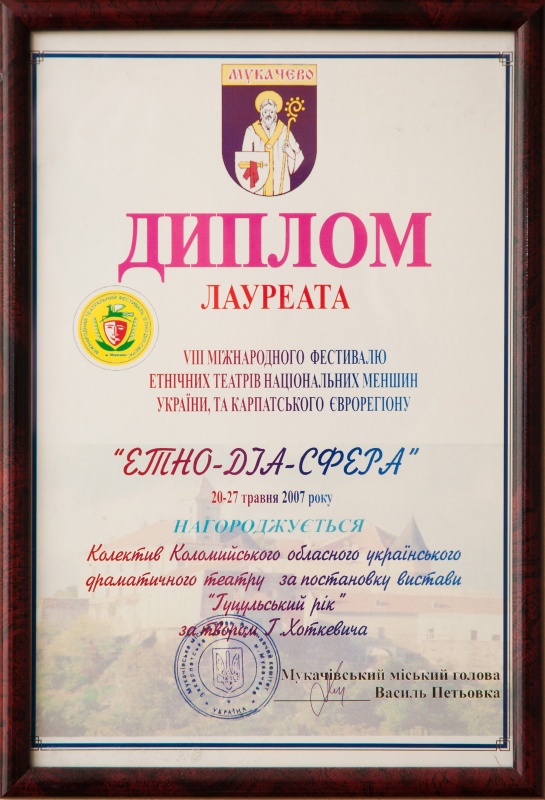 МУКАЧЕВО
ДИПЛОМ
ЛАУРЕАТА
VIII МІЖНАРОДНОГО ФЕСТИВАЛЮ
ЕТНІЧНИХ ТЕАТРІВ НАЦІОНАЛЬНИХ МЕНШИН
УКРАЇНИ, ТА КАРПАТСЬКОГО ЄВРОРЕГІОНУ
"ЕТНО-ДІА-СФЕРА"
20-27 травня 2007 року
НАГОРОДЖУЄТЬСЯ
Колектив Коломийського обласного українського
драматичного театру за постановку вистави
"Гуцульський рік"
за твором Г.Хоткевича
Мукачівський міський голова
Василь Петьовка
УКРАЇНА